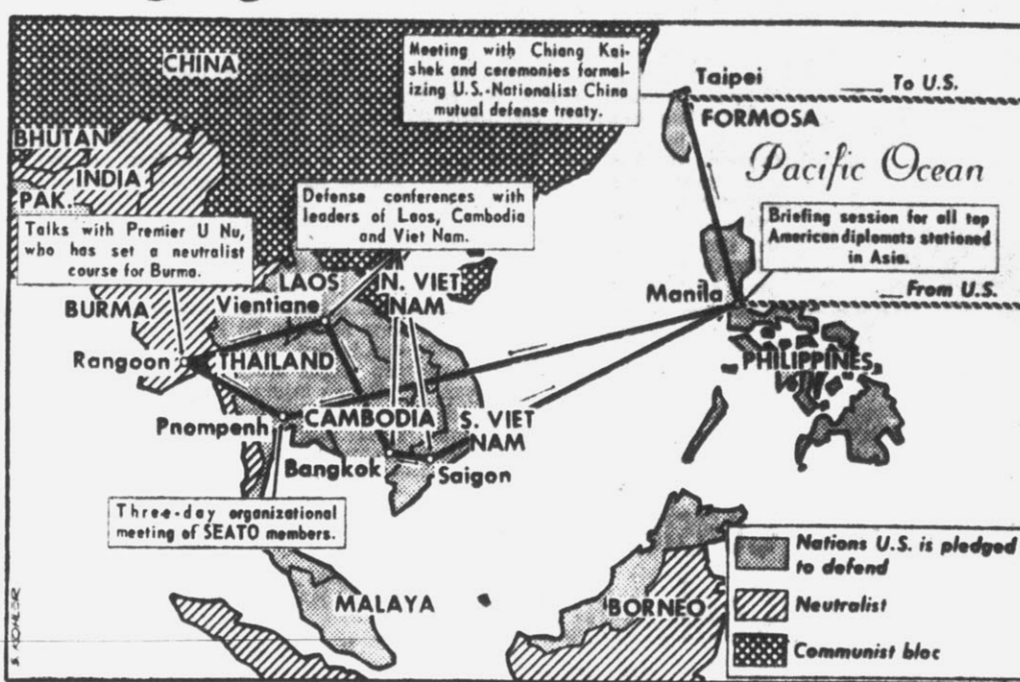 CHINA
Meeting with Chiang Kai-
shek and ceremonies formal-
izing U.S.-Nationalist China
mutual defense treaty.
Taipei
To U.S.
FORMOSA
Pacific Ocean
BHUTAN
INDIA
PAK.
Talks with Premier U Nu,
who has set a neutralist
course for Burma.
Defense conferences with
leaders of Laos, Cambodia
and Viet Nam.
Briefing session for all top
American diplomats stationed
in Asia.
LAOS
Vientiane
N. VIET
NAM
BURMA
Manila
From U.S.
Rangoon
THAILAND
PHILIPPINES
Pnompenh
CAMBODIA
S. VIET
NAM
Bangkok
Saigon
Three-day organizational
meeting of SEATO members.
MALAYA
BORNEO
Nations U.S. is pledged
to defend
Neutralist
Communist bloc